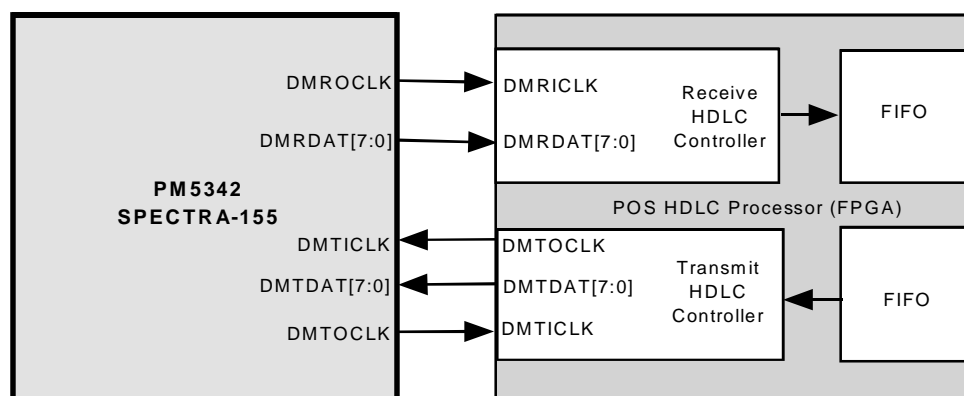 DMROCLK
DMRDAT[7:0]
PM5342
SPECTRA-155
DMTICLK
DMTDAT[7:0]
DMTOCLK
DMRICLK
DMRDAT[7:0]
Receive
HDLC
Controller
FIFO
POS HDLC Processor (FPGA)
DMTOCLK
DMTDAT[7:0]
DMTICLK
Transmit
HDLC
Controller
FIFO